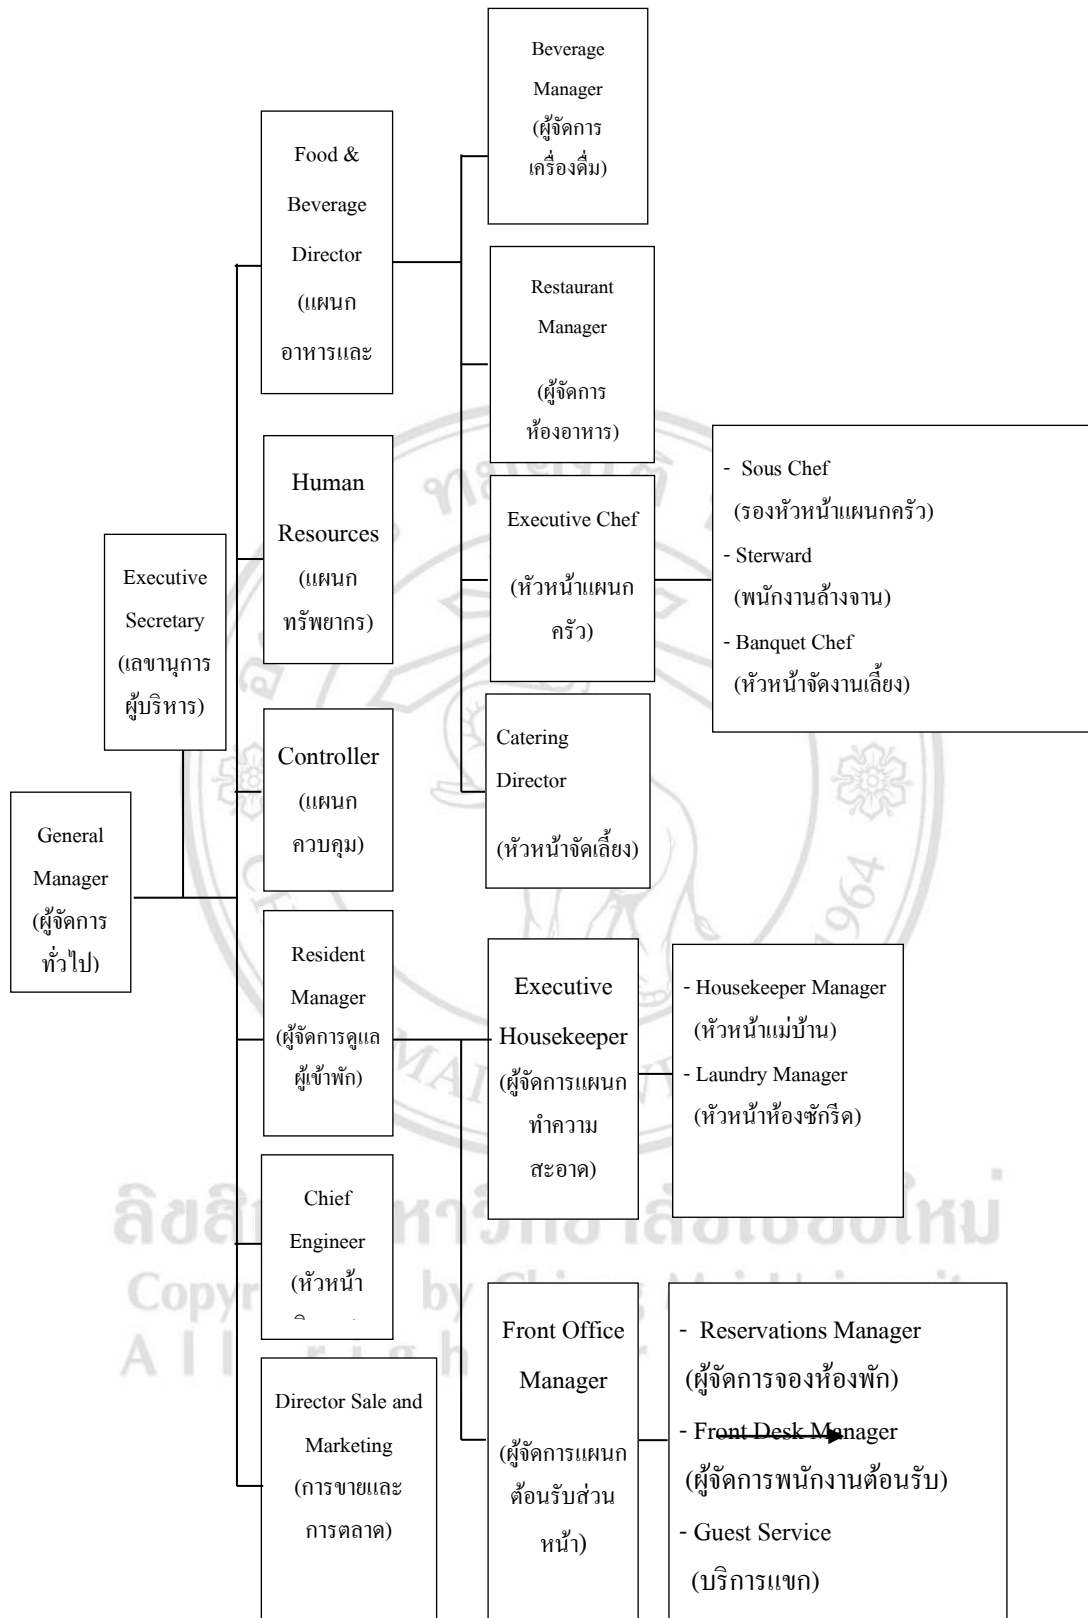 Beverage
Manager
(ผู้จัดการ
เครื่องดื่ม)
Food &
Beverage
Director
(แผนก
อาหารและ
Restaurant
Manager
(ผู้จัดการ
ห้องอาหาร)
Human
Resources
(แผนก
ทรัพยากร)
Executive Chef
(หัวหน้าแผนก
ครัว)
- Sous Chef
(รองหัวหน้าแผนกครัว)
- Sterward
(พนักงานล้างจาน)
- Banquet Chef
(หัวหน้าจัดงานเลี้ยง)
Executive
Secretary
(เลขานุการ
ผู้บริหาร)
Controller
(แผนก
ควบคุม)
Catering
Director
(หัวหน้าจัดเลี้ยง)
General
Manager
(ผู้จัดการ
ทั่วไป)
Resident
Manager
(ผู้จัดการดูแล
ผู้เข้าพัก)
Executive
Housekeeper
(ผู้จัดการแผนก
ทำความ
สะอาด)
- Housekeeper Manager
(หัวหน้าแม่บ้าน)
- Laundry Manager
(หัวหน้าห้องซักรีด)
Chief
Engineer
(หัวหน้า
Front Office
Manager
(ผู้จัดการแผนก
ต้อนรับส่วน
หน้า)
- Reservations Manager
(ผู้จัดการจองห้องพัก)
- Front Desk Manager
(ผู้จัดการพนักงานต้อนรับ)
- Guest Service
(บริการแขก)
Director Sale and
Marketing
(การขายและ
การตลาด)
1964
by
All